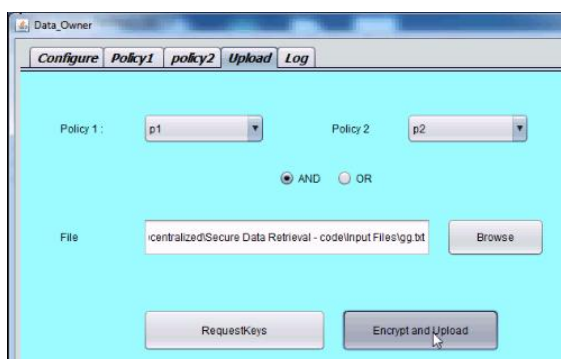 Data_Owner
Configure Policy1 policy2 Upload Log
Policy 1 : p1 Policy 2 p2
AND OR
File :centralized\Secure Data Retrieval - code\Input Files\gg.txt Browse
RequestKeys Encrypt and Upload